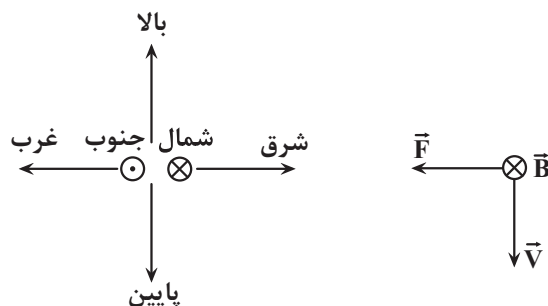 بالا
غرب جنوب شمال شرق
پایین
F
B
V